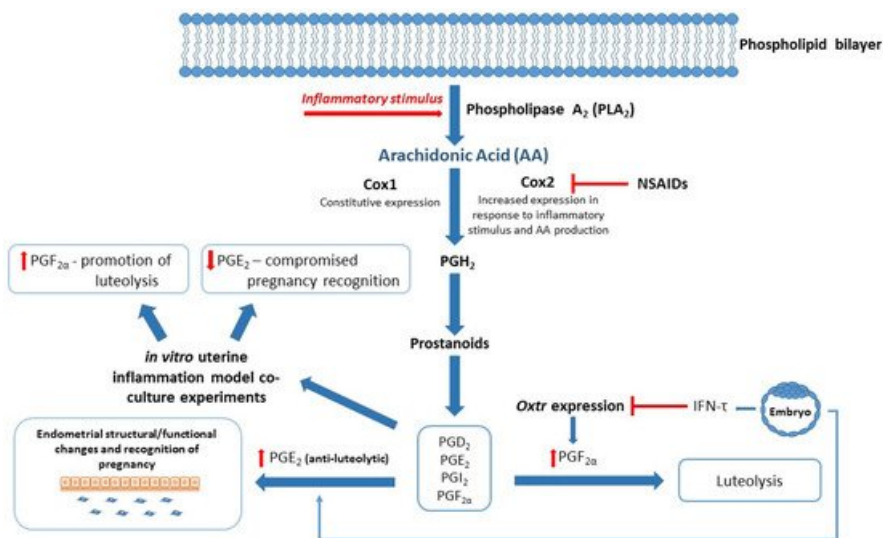 Phospholipid bilayer
Inflammatory stimulus
Phospholipase A₂ (PLA₂)
Arachidonic Acid (AA)
Cox1
Constitutive expression
Cox2
Increased expression in
response to inflammatory
stimulus and AA production
NSAIDs
PGF₂α - promotion of
luteolysis
PGE₂ – compromised
pregnancy recognition
PGH₂
Prostanoids
in vitro uterine
inflammation model co-
culture experiments
Oxtr expression
IFN-τ
Embryo
Endometrial structural/functional
changes and recognition of
pregnancy
PGE₂ (anti-luteolytic)
PGD₂
PGE₂
PGI₂
PGF₂α
PGF₂α
Luteolysis